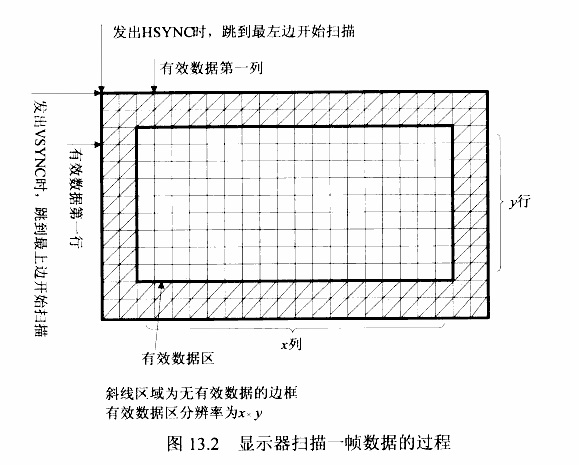 发出HSYNC时，跳到最左边开始扫描
有效数据第一列
发出VSYNC时，跳到最上边开始扫描
有效数据第一行
y行
x列
有效数据区
斜线区域为无有效数据的边框
有效数据区分辨率为x×y
图 13.2 显示器扫描一帧数据的过程